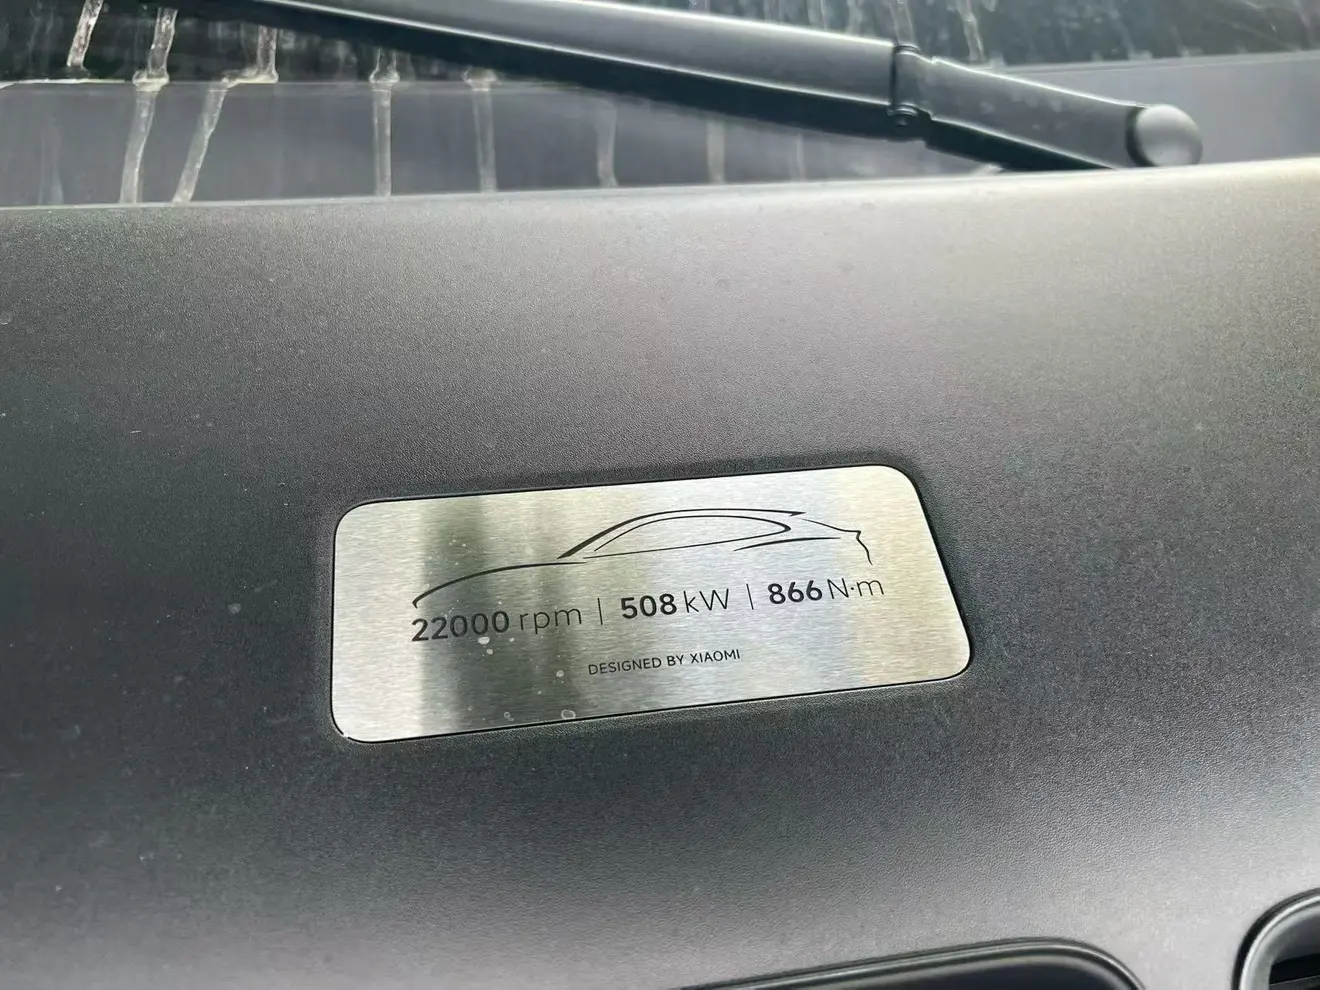 22000 rpm | 508 kW | 866 N·m
DESIGNED BY XIAOMI